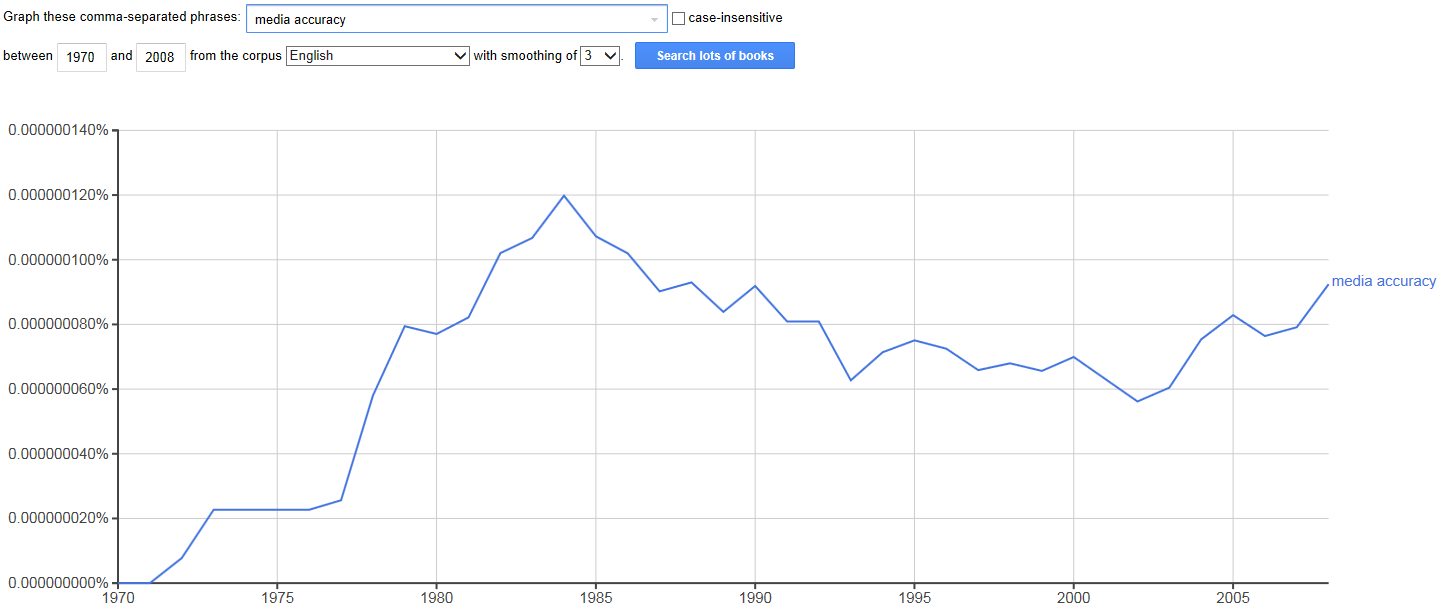 Graph these comma-separated phrases: media accuracy case-insensitive
between 1970 and 2008 from the corpus English with smoothing of 3. Search lots of books
0.000000140%
0.000000120%
0.000000100%
media accuracy
0.000000080%
0.000000060%
0.000000040%
0.000000020%
0.000000000%
1970 1975 1980 1985 1990 1995 2000 2005